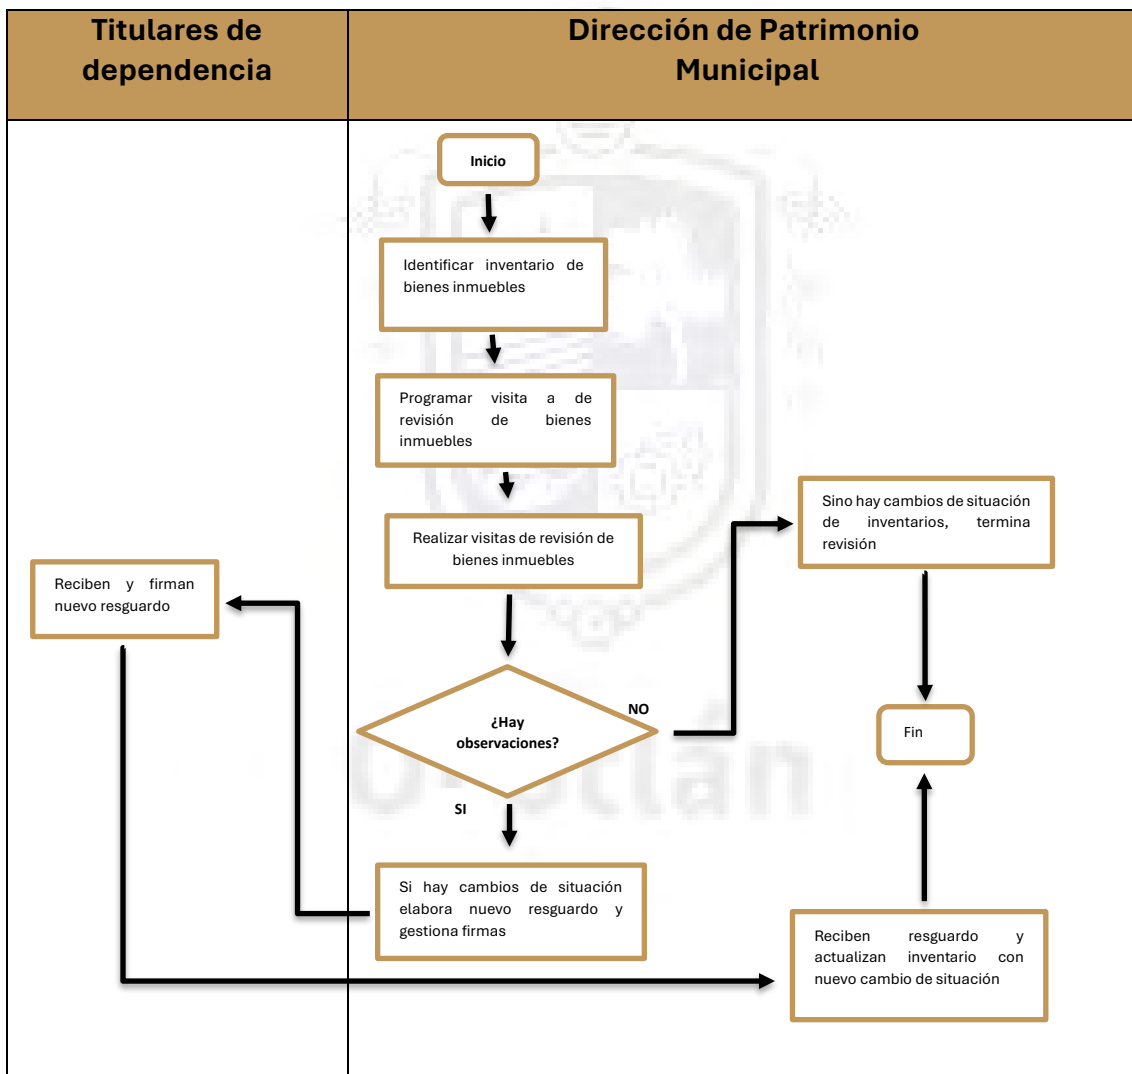 Titulares de
dependencia
Dirección de Patrimonio
Municipal
Inicio
Identificar inventario de
bienes inmuebles
Programar visita a de
revisión de bienes
inmuebles
Realizar visitas de revisión de
bienes inmuebles
Sino hay cambios de situación
de inventarios, termina
revisión
Reciben y firman
nuevo resguardo
¿Hay
observaciones?
NO
SI
Fin
Si hay cambios de situación
elabora nuevo resguardo y
gestiona firmas
Reciben resguardo y
actualizan inventario con
nuevo cambio de situación